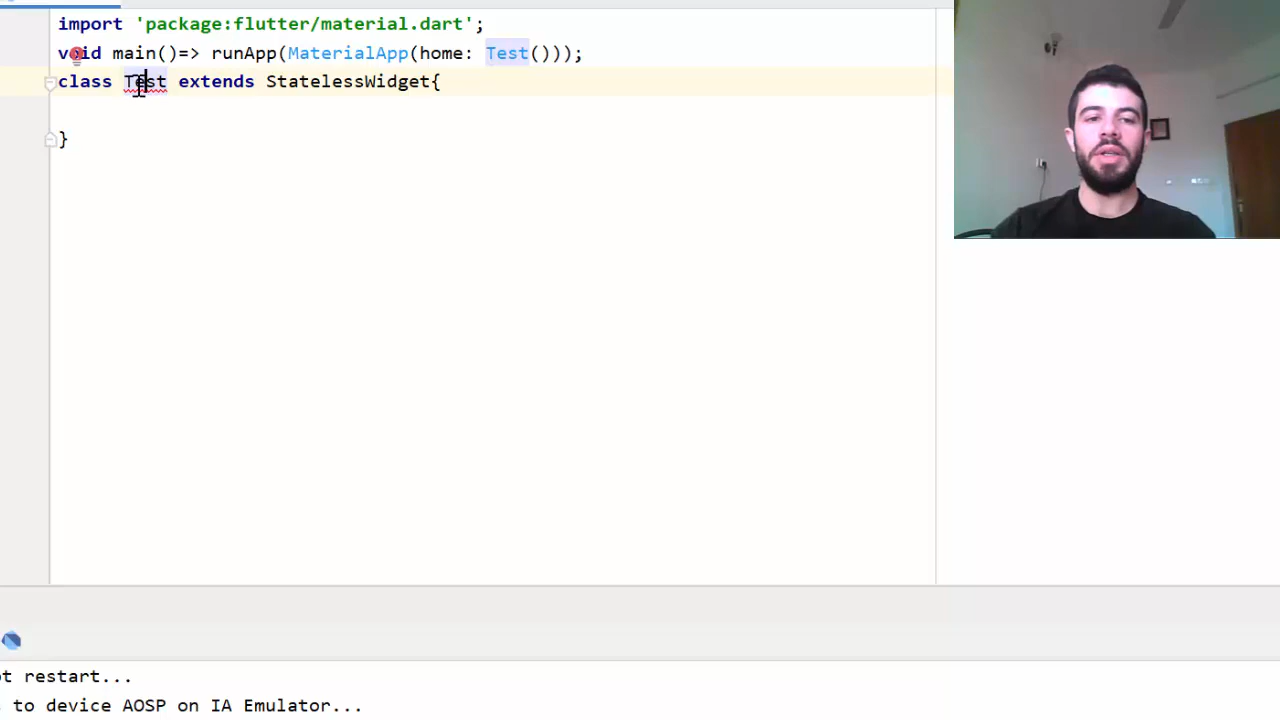 import 'package:flutter/material.dart';
void main()=> runApp(MaterialApp(home: Test()));
class Test extends StatelessWidget{
}
ot restart...
to device AOSP on IA Emulator...